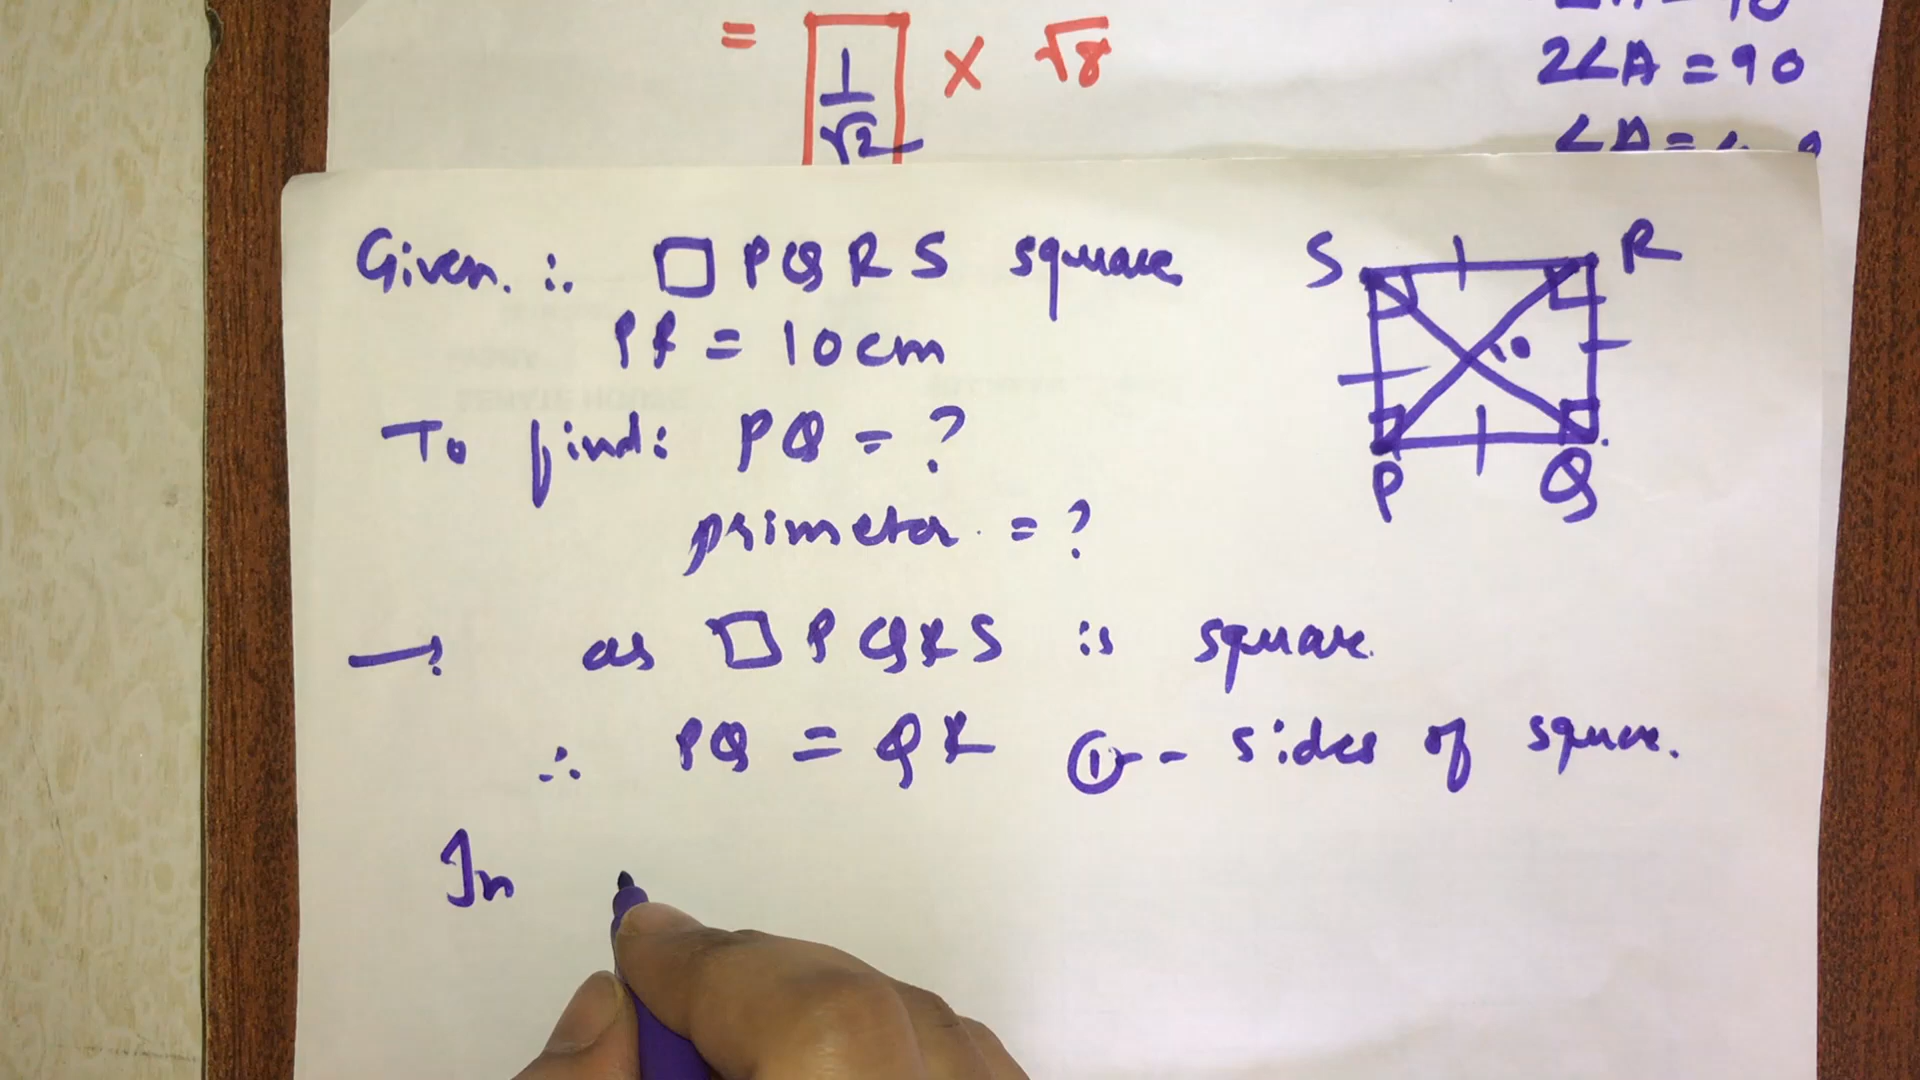 = 1/√2 × √8
2∠A = 90
Given. :. □ PQRS square
PR = 10cm
To find: PQ = ?
primeter. = ?
→ as □PQRS is square.
∴ PQ = QR ①-- sides of square.
In
S R
10
P Q